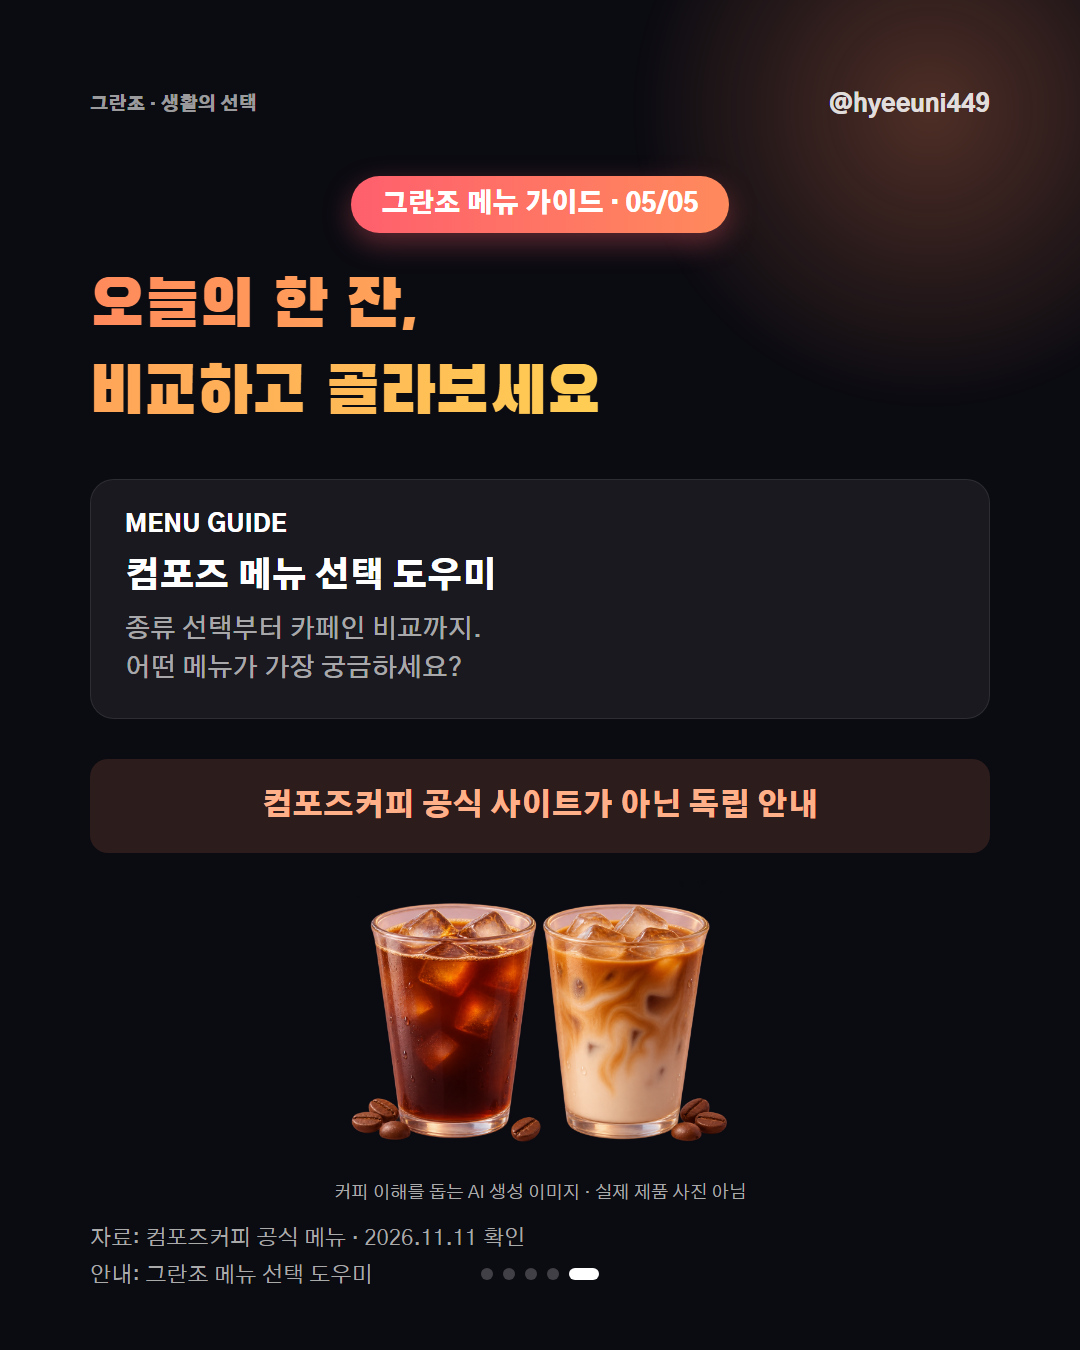 그란조 · 생활의 선택
@hyeeuni449
그란조 메뉴 가이드 · 05/05
오늘의 한 잔,
비교하고 골라보세요
MENU GUIDE
컴포즈 메뉴 선택 도우미
종류 선택부터 카페인 비교까지.
어떤 메뉴가 가장 궁금하세요?
컴포즈커피 공식 사이트가 아닌 독립 안내
커피 이해를 돕는 AI 생성 이미지 · 실제 제품 사진 아님
자료: 컴포즈커피 공식 메뉴 · 2026.11.11 확인
안내: 그란조 메뉴 선택 도우미